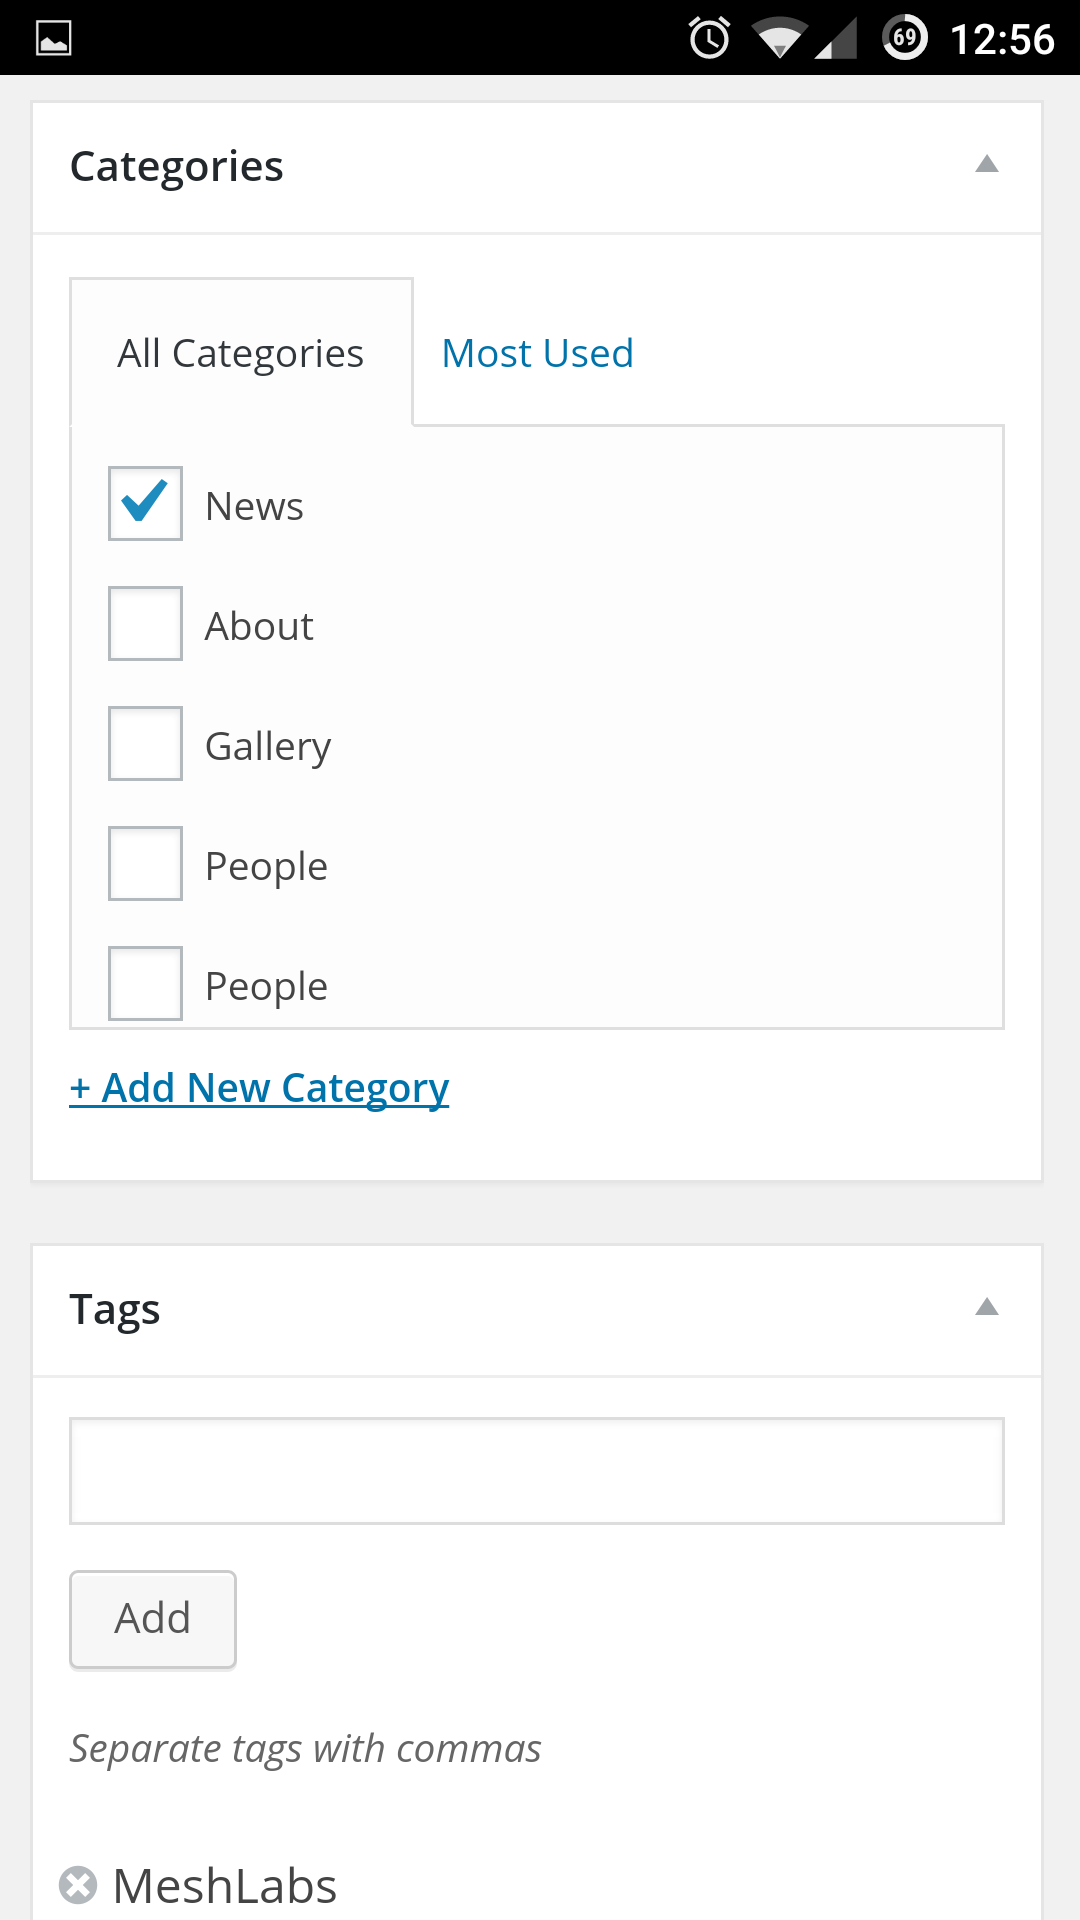 69 12:56
Categories
All Categories Most Used
News
About
Gallery
People
People
+ Add New Category
Tags
Add
Separate tags with commas
MeshLabs